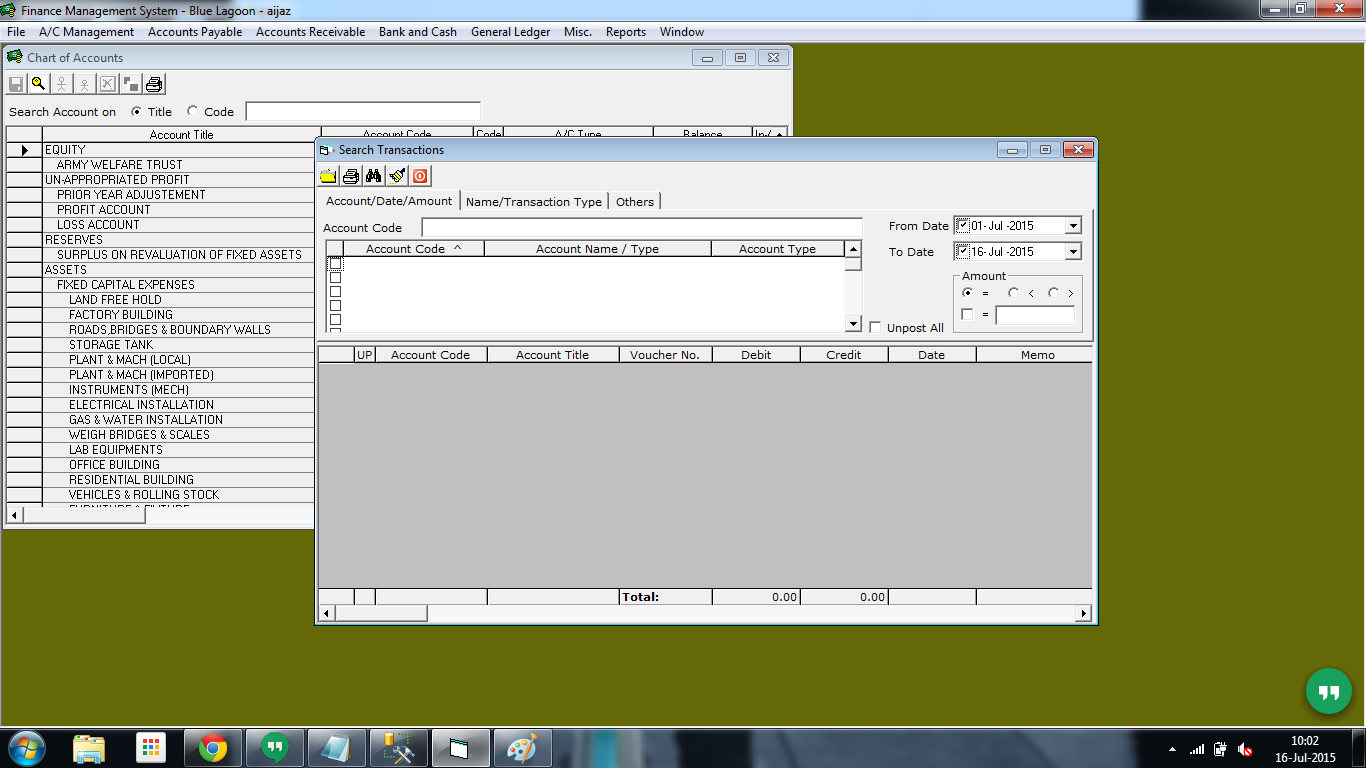 Finance Management System - Blue Lagoon - aijaz
File A/C Management Accounts Payable Accounts Receivable Bank and Cash General Ledger Misc. Reports Window
Chart of Accounts
Search Account on Title Code
Account Title Account Code Code A/C Type Balance
EQUITY
ARMY WELFARE TRUST
UN-APPROPRIATED PROFIT
PRIOR YEAR ADJUSTEMENT
PROFIT ACCOUNT
LOSS ACCOUNT
RESERVES
SURPLUS ON REVALUATION OF FIXED ASSETS
ASSETS
FIXED CAPITAL EXPENSES
LAND FREE HOLD
FACTORY BUILDING
ROADS,BRIDGES & BOUNDARY WALLS
STORAGE TANK
PLANT & MACH (LOCAL)
PLANT & MACH (IMPORTED)
INSTRUMENTS (MECH)
ELECTRICAL INSTALLATION
GAS & WATER INSTALLATION
WEIGH BRIDGES & SCALES
LAB EQUIPMENTS
OFFICE BUILDING
RESIDENTIAL BUILDING
VEHICLES & ROLLING STOCK
Search Transactions
Account/Date/Amount Name/Transaction Type Others
Account Code
Account Code ^ Account Name / Type Account Type
From Date 01-Jul -2015
To Date 16-Jul -2015
Amount
= < >
=
Unpost All
UP Account Code Account Title Voucher No. Debit Credit Date Memo
Total: 0.00 0.00
10:02
16-Jul-2015